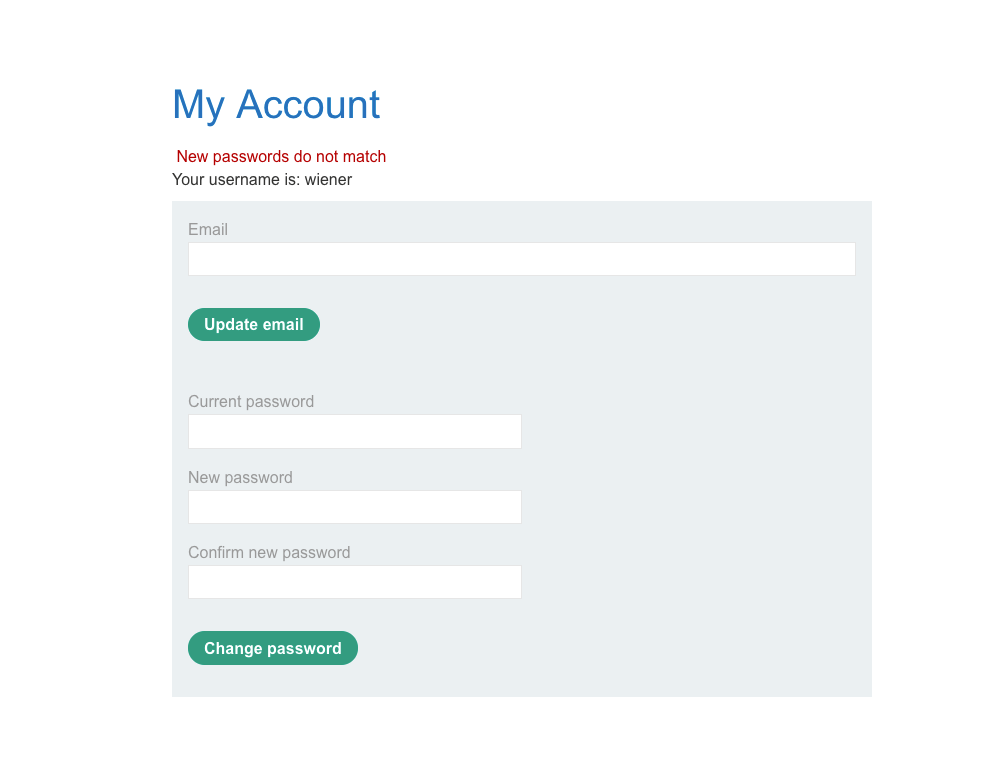 My Account
New passwords do not match
Your username is: wiener
Email
Update email
Current password
New password
Confirm new password
Change password